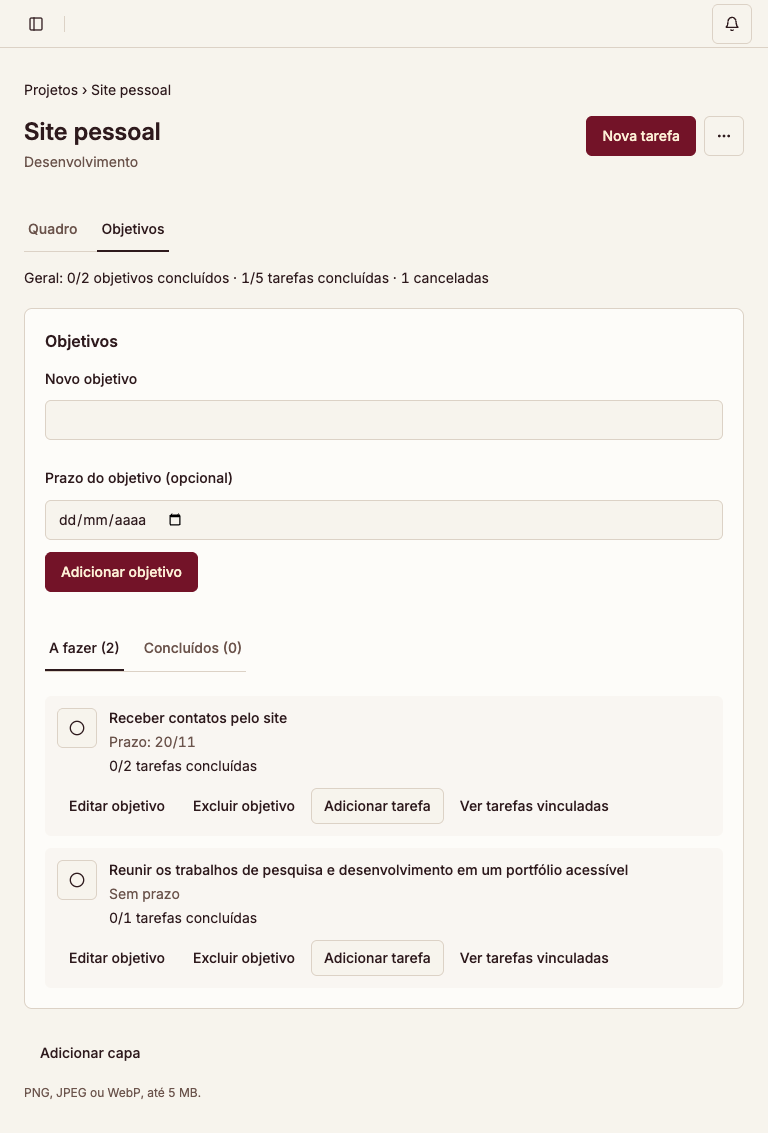 Projetos › Site pessoal
Site pessoal
Desenvolvimento
Nova tarefa
Quadro
Objetivos
Geral: 0/2 objetivos concluídos · 1/5 tarefas concluídas · 1 canceladas
Objetivos
Novo objetivo
Prazo do objetivo (opcional)
dd/mm/aaaa
Adicionar objetivo
A fazer (2)
Concluídos (0)
Receber contatos pelo site
Prazo: 20/11
0/2 tarefas concluídas
Editar objetivo
Excluir objetivo
Adicionar tarefa
Ver tarefas vinculadas
Reunir os trabalhos de pesquisa e desenvolvimento em um portfólio acessível
Sem prazo
0/1 tarefas concluídas
Editar objetivo
Excluir objetivo
Adicionar tarefa
Ver tarefas vinculadas
Adicionar capa
PNG, JPEG ou WebP, até 5 MB.